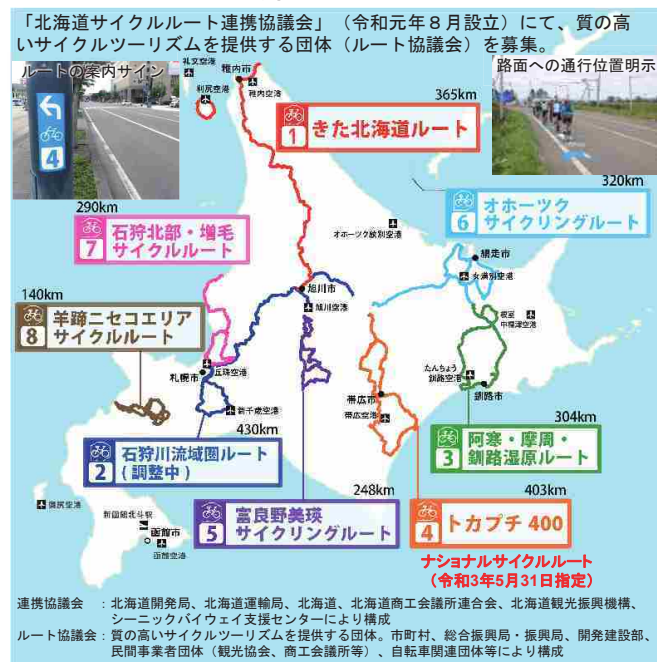 「北海道サイクルルート連携協議会」（令和元年８月設立）にて、質の高
いサイクルツーリズムを提供する団体（ルート協議会）を募集。
ルートの案内サイン
4
礼文空港
稚内市
稚内空港
利尻空港
路面への通行位置明示
365km
1 きた北海道ルート
320km
オホーツク
6 サイクリングルート
オホーツク紋別空港
網走市
女満別空港
290km
石狩北部・増毛
7 サイクルルート
旭川市
旭川空港
根室
中標津空港
140km
羊蹄ニセコエリア
8 サイクルルート
札幌市
丘珠空港
新千歳空港
帯広市
帯広空港
たんちょう
釧路空港
釧路市
430km
石狩川流域圏ルート
2 (調整中)
304km
阿寒・摩周・
3 釧路湿原ルート
248km
富良野美瑛
5 サイクリングルート
403km
4 トカプチ 400
ナショナルサイクルルート
（令和3年5月31日指定）
奥尻空港
新函館北斗駅
函館市
函館空港
連携協議会　：北海道開発局、北海道運輸局、北海道、北海道商工会議所連合会、北海道観光振興機構、
シーニックバイウェイ支援センターにより構成
ルート協議会：質の高いサイクルツーリズムを提供する団体。市町村、総合振興局・振興局、開発建設部、
民間事業者団体（観光協会、商工会議所等）、自転車関連団体等により構成